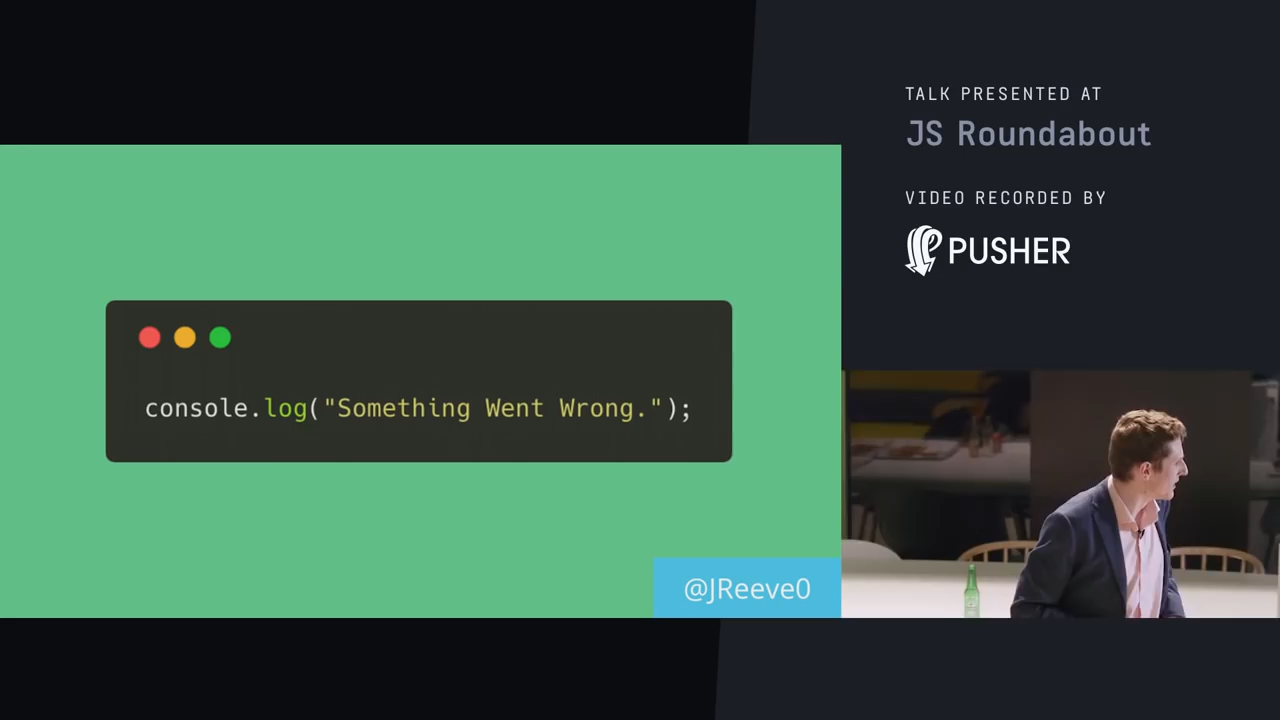 TALK PRESENTED AT
JS Roundabout
VIDEO RECORDED BY
PUSHER
console.log("Something Went Wrong.");
@JReeve0